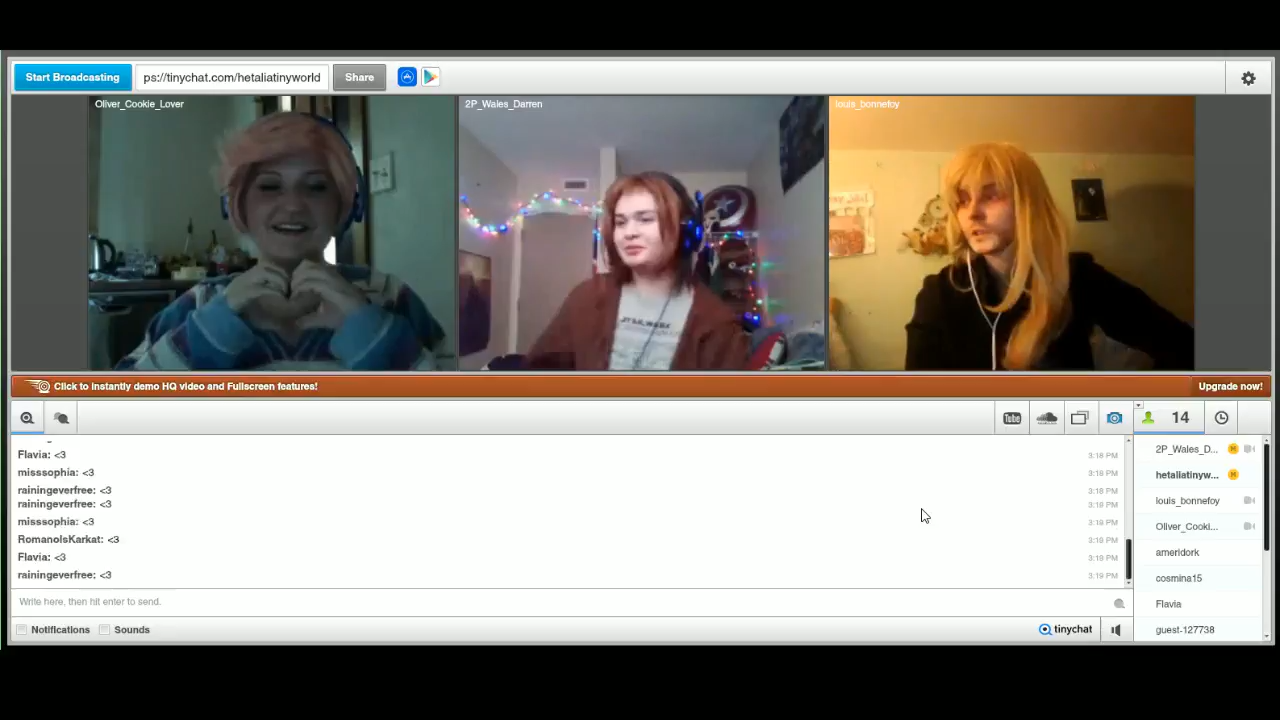 Start Broadcasting
ps://tinychat.com/hetaliatinyworld
Share
Oliver_Cookie_Lover
2P_Wales_Darren
louis_bonnefoy
STAR WARS
Click to instantly demo HQ video and Fullscreen features!
Upgrade now!
You Tube
14
Flavia: <3
3:18 PM
misssophia: <3
3:18 PM
rainingeverfree: <3
3:18 PM
rainingeverfree: <3
3:18 PM
misssophia: <3
3:18 PM
RomanoIsKarkat: <3
3:18 PM
Flavia: <3
3:18 PM
rainingeverfree: <3
3:19 PM
2P_Wales_D...
M
hetaliatinyw...
M
louis_bonnefoy
Oliver_Cooki...
ameridork
cosmina15
Flavia
guest-127738
Write here, then hit enter to send.
Notifications
Sounds
tinychat